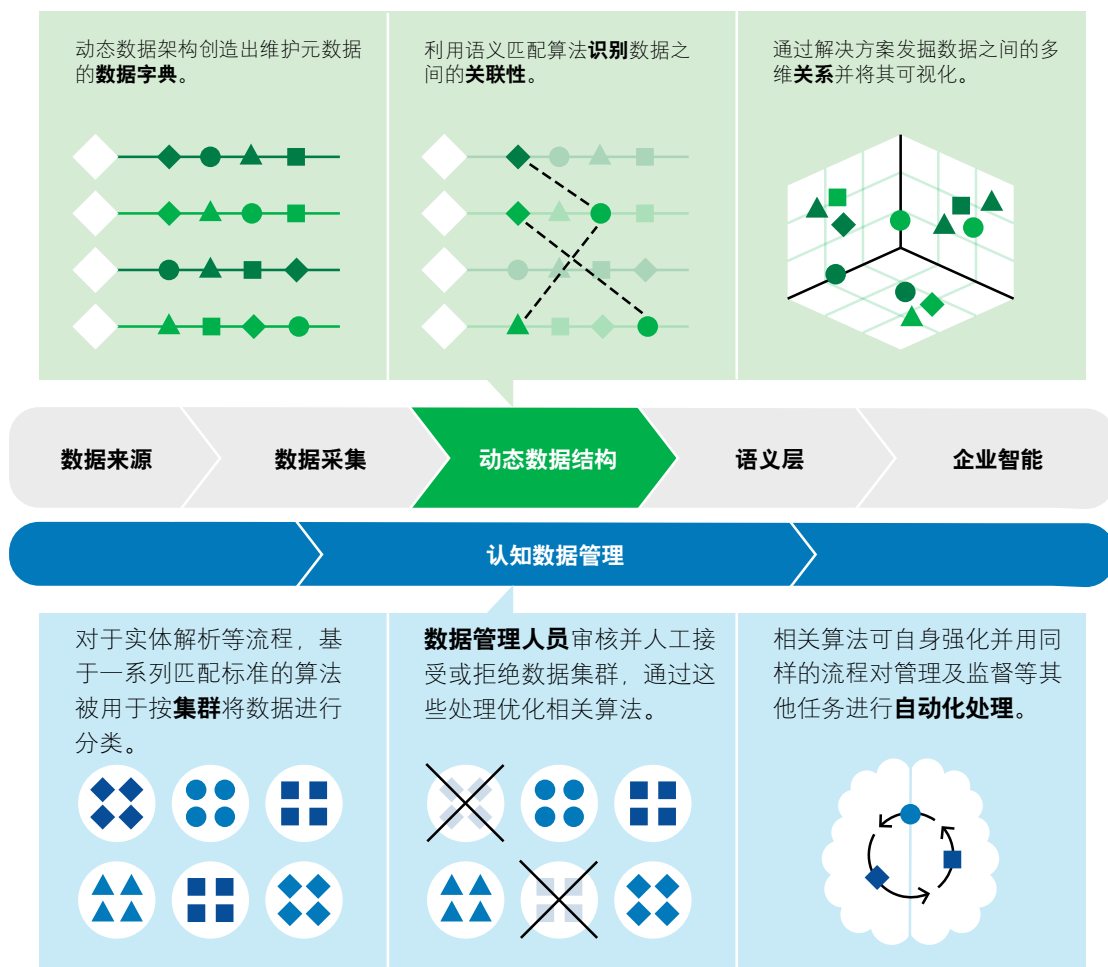 动态数据架构创造出维护元数据
的数据字典。
利用语义匹配算法识别数据之
间的关联性。
通过解决方案发掘数据之间的多
维关系并将其可视化。
数据来源
数据采集
动态数据结构
语义层
企业智能
认知数据管理
对于实体解析等流程，基
于一系列匹配标准的算法
被用于按集群将数据进行
分类。
数据管理人员审核并人工接
受或拒绝数据集群，通过这
些处理优化相关算法。
相关算法可自身强化并用同
样的流程对管理及监督等其
他任务进行自动化处理。